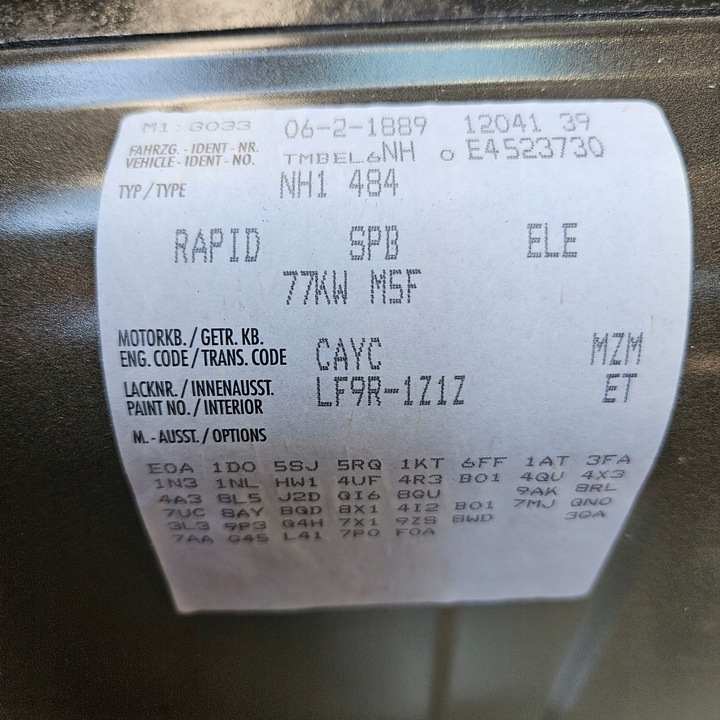 M1: 3033 06-2-1889 12041 39
FAHRZG. - IDENT - NR.
VEHICLE - IDENT - NO. TMBEL6NH 0 E4523730
TYP / TYPE NH1 484
RAPID SPB ELE
77KW M5F
MOTORKB. / GETR. KB.
ENG. CODE / TRANS. CODE CAYC MZM
LACKNR. / INNENAUSST.
PAINT NO. / INTERIOR LF9R-1Z1Z ET
M. - AUSST. / OPTIONS
E0A 1D0 5SJ 5RQ 1KT 6FF 1AT 3FA
1N3 1NL HW1 4UF 4R3 B01 4QU 4X3
4A3 8L5 J2D QI6 8GU 9AK 8RL
7UC 8AY 8QD 8X1 4I2 B01 7MJ QN0
3L3 9P3 Q4H 7X1 9ZS 8WD 3GA
7AA G45 L41 7P0 F0A